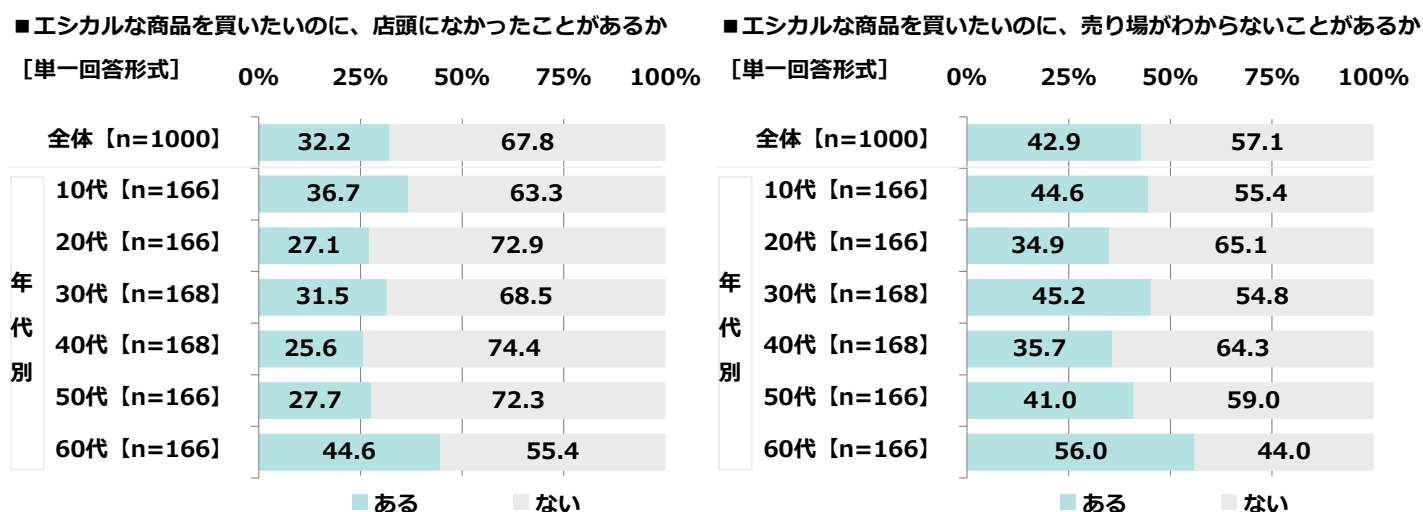 ■エシカルな商品を買いたいのに、店頭になかったことがあるか
［単一回答形式］
0% 25% 50% 75% 100%
全体【n=1000】 32.2 67.8
年代別
10代【n=166】 36.7 63.3
20代【n=166】 27.1 72.9
30代【n=168】 31.5 68.5
40代【n=168】 25.6 74.4
50代【n=166】 27.7 72.3
60代【n=166】 44.6 55.4
ある ない
■エシカルな商品を買いたいのに、売り場がわからないことがあるか
［単一回答形式］
0% 25% 50% 75% 100%
全体【n=1000】 42.9 57.1
年代別
10代【n=166】 44.6 55.4
20代【n=166】 34.9 65.1
30代【n=168】 45.2 54.8
40代【n=168】 35.7 64.3
50代【n=166】 41.0 59.0
60代【n=166】 56.0 44.0
ある ない